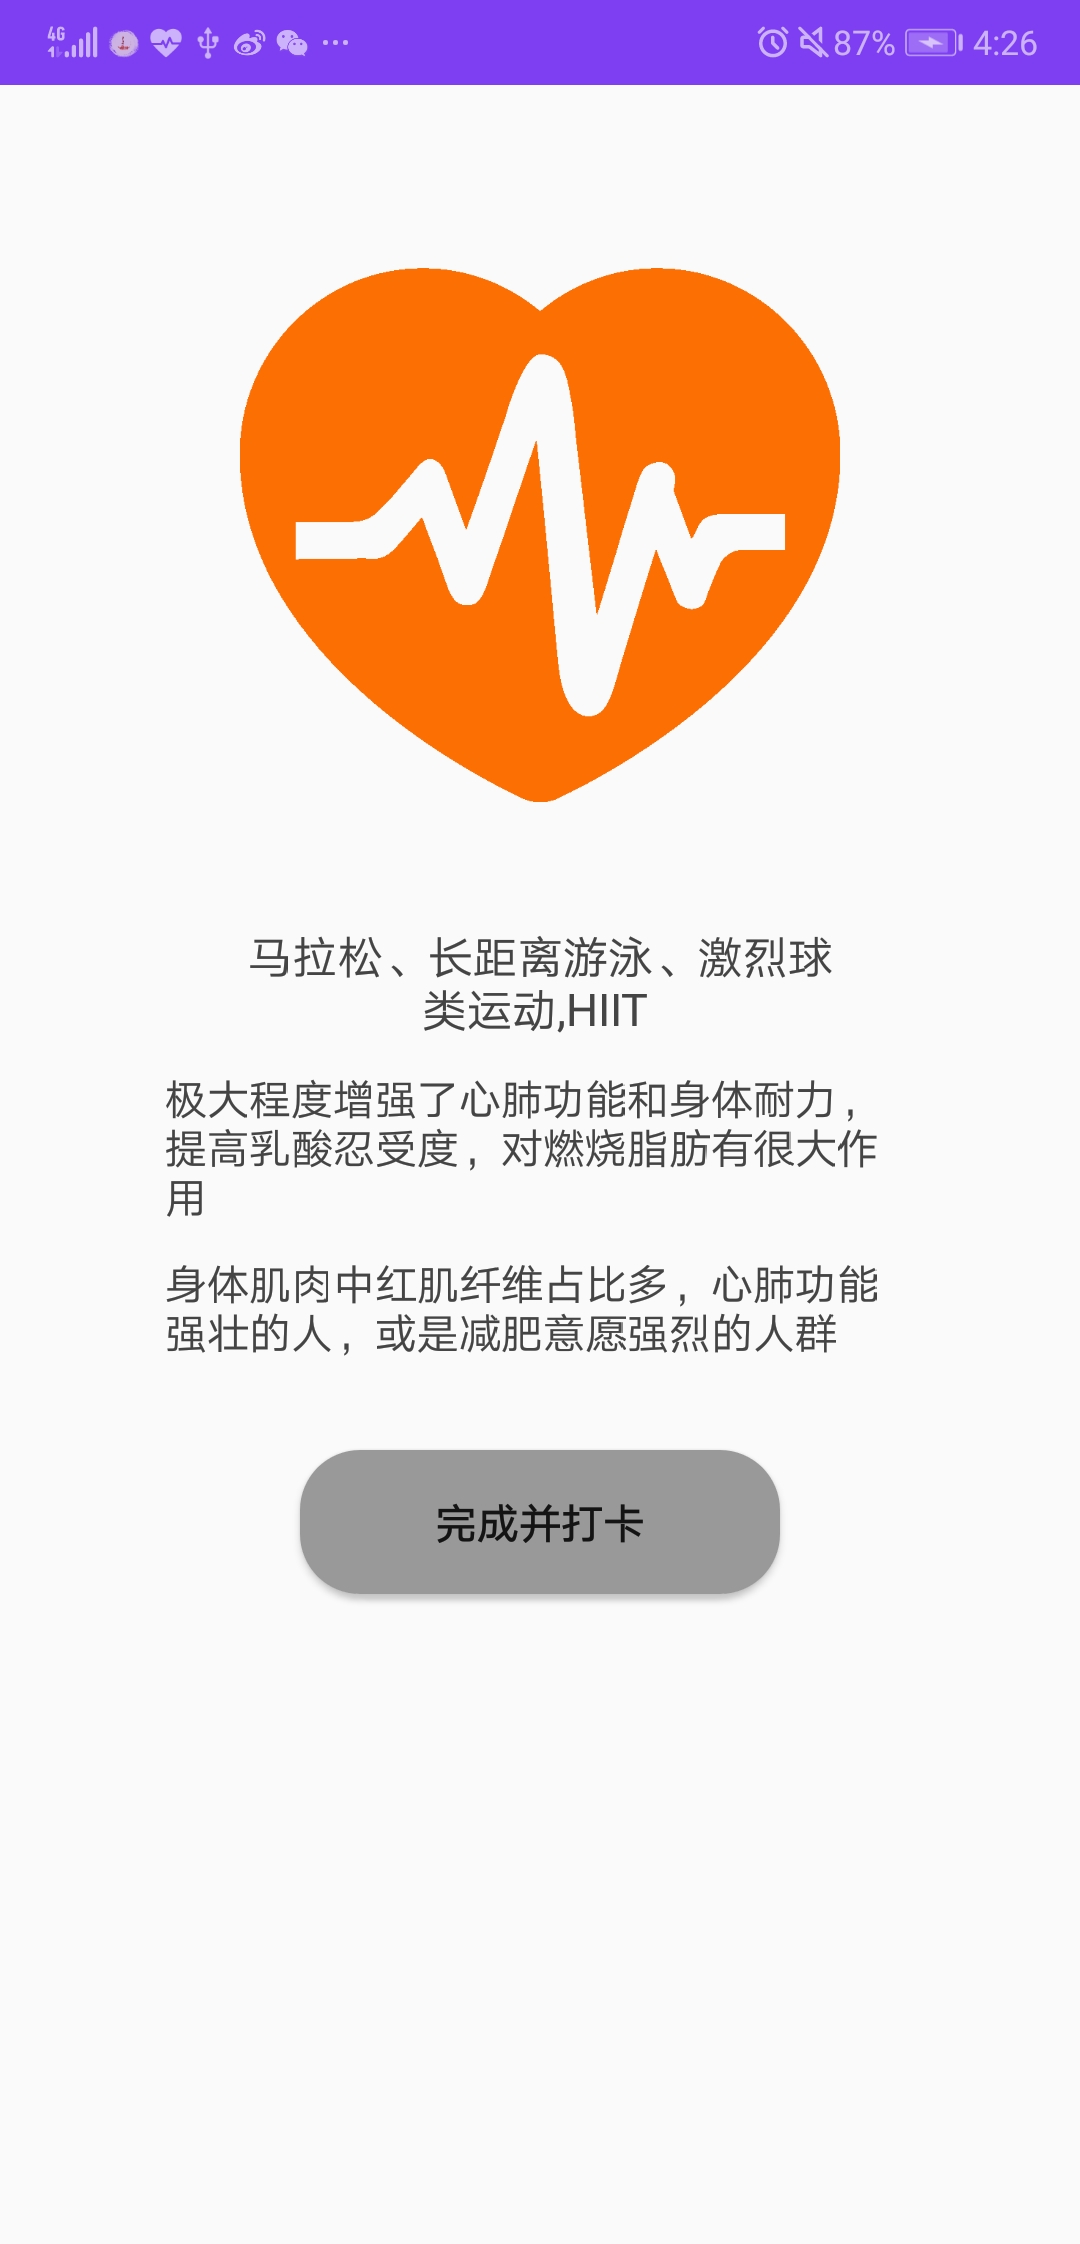 4G
87%
4:26
马拉松、长距离游泳、激烈球
类运动,HIIT
极大程度增强了心肺功能和身体耐力，
提高乳酸忍受度，对燃烧脂肪有很大作
用
身体肌肉中红肌纤维占比多，心肺功能
强壮的人，或是减肥意愿强烈的人群
完成并打卡